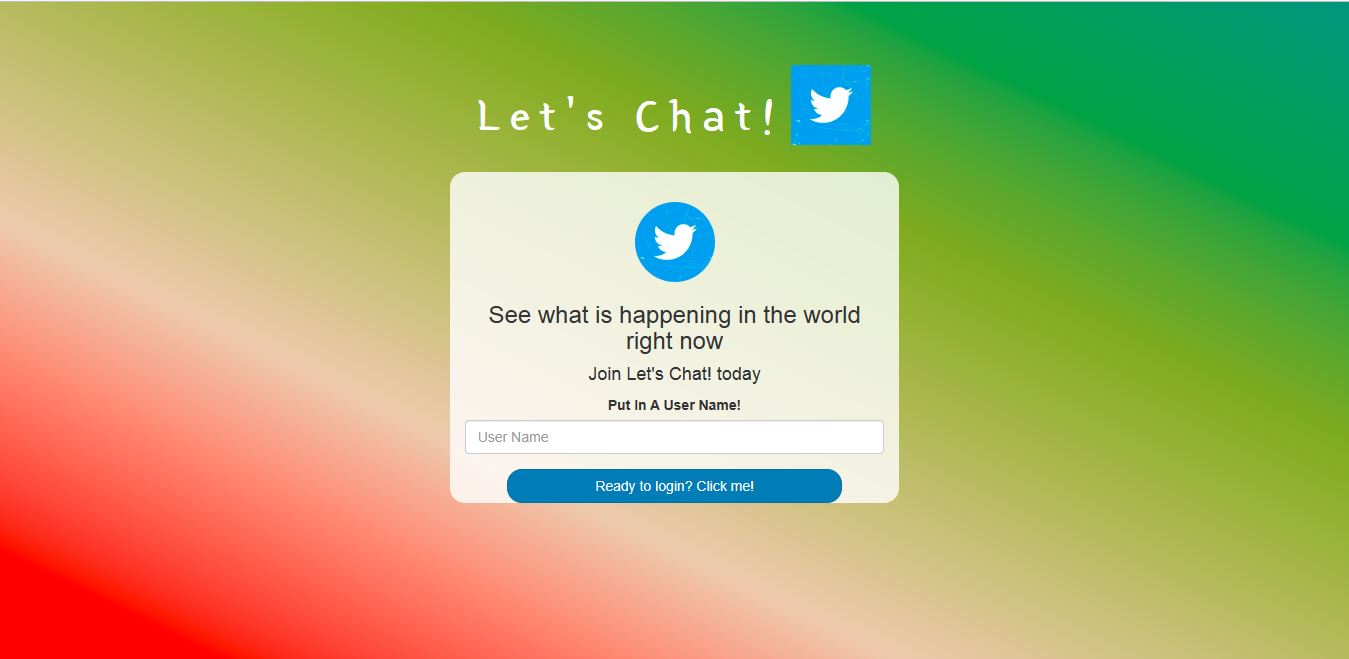 Let's Chat!
See what is happening in the world
right now
Join Let's Chat! today
Put In A User Name!
User Name
Ready to login? Click me!